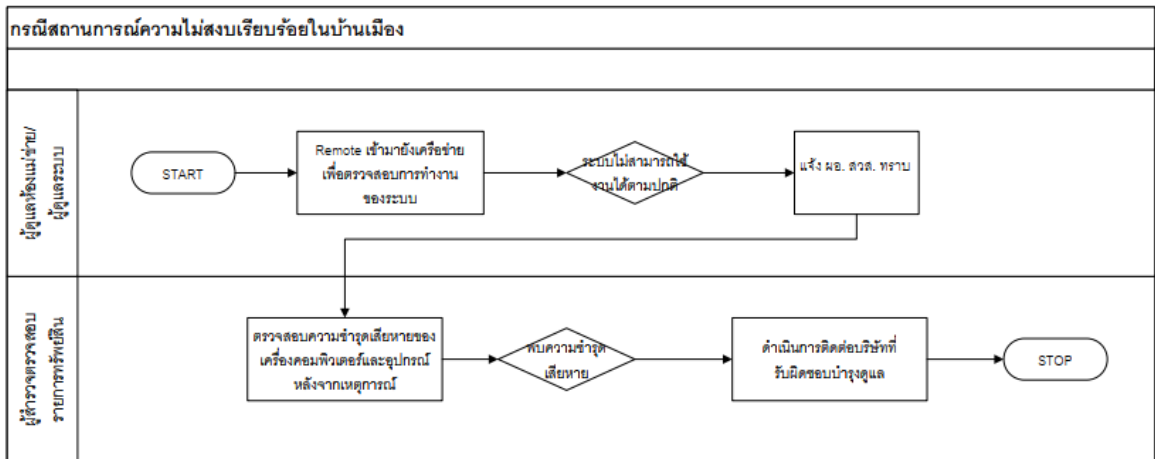 กรณีสถานการณ์ความไม่สงบเรียบร้อยในบ้านเมือง
ผู้ดูแลห้องแม่ข่าย/
ผู้ดูแลระบบ
START
Remote เข้ามายังเครือข่าย
เพื่อตรวจสอบการทำงาน
ของระบบ
ระบบไม่สามารถใช้
งานได้ตามปกติ
แจ้ง ผอ. สวส. ทราบ
ผู้สำรวจตรวจสอบ
รายการทรัพย์สิน
ตรวจสอบความชำรุดเสียหายของ
เครื่องคอมพิวเตอร์และอุปกรณ์
หลังจากเหตุการณ์
พบความชำรุด
เสียหาย
ดำเนินการติดต่อบริษัทที่
รับผิดชอบบำรุงดูแล
STOP